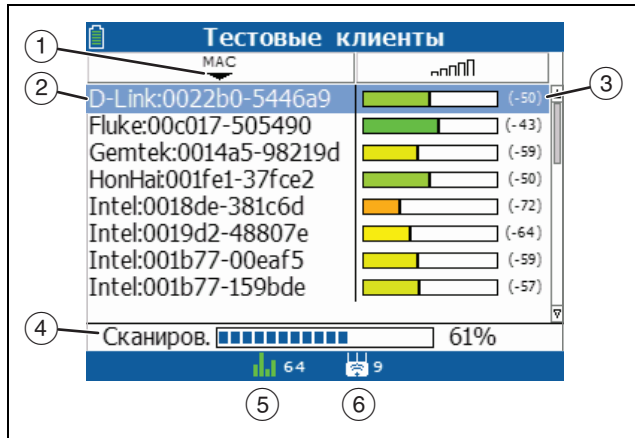 Тестовые клиенты
1
MAC
2 D-Link:0022b0-5446a9 (-50) 3
Fluke:00c017-505490 (-43)
Gemtek:0014a5-98219d (-59)
HonHai:001fe1-37fce2 (-50)
Intel:0018de-381c6d (-72)
Intel:0019d2-48807e (-64)
Intel:001b77-00eaf5 (-59)
Intel:001b77-159bde (-57)
4 Сканиров. 61%
64 9
5 6